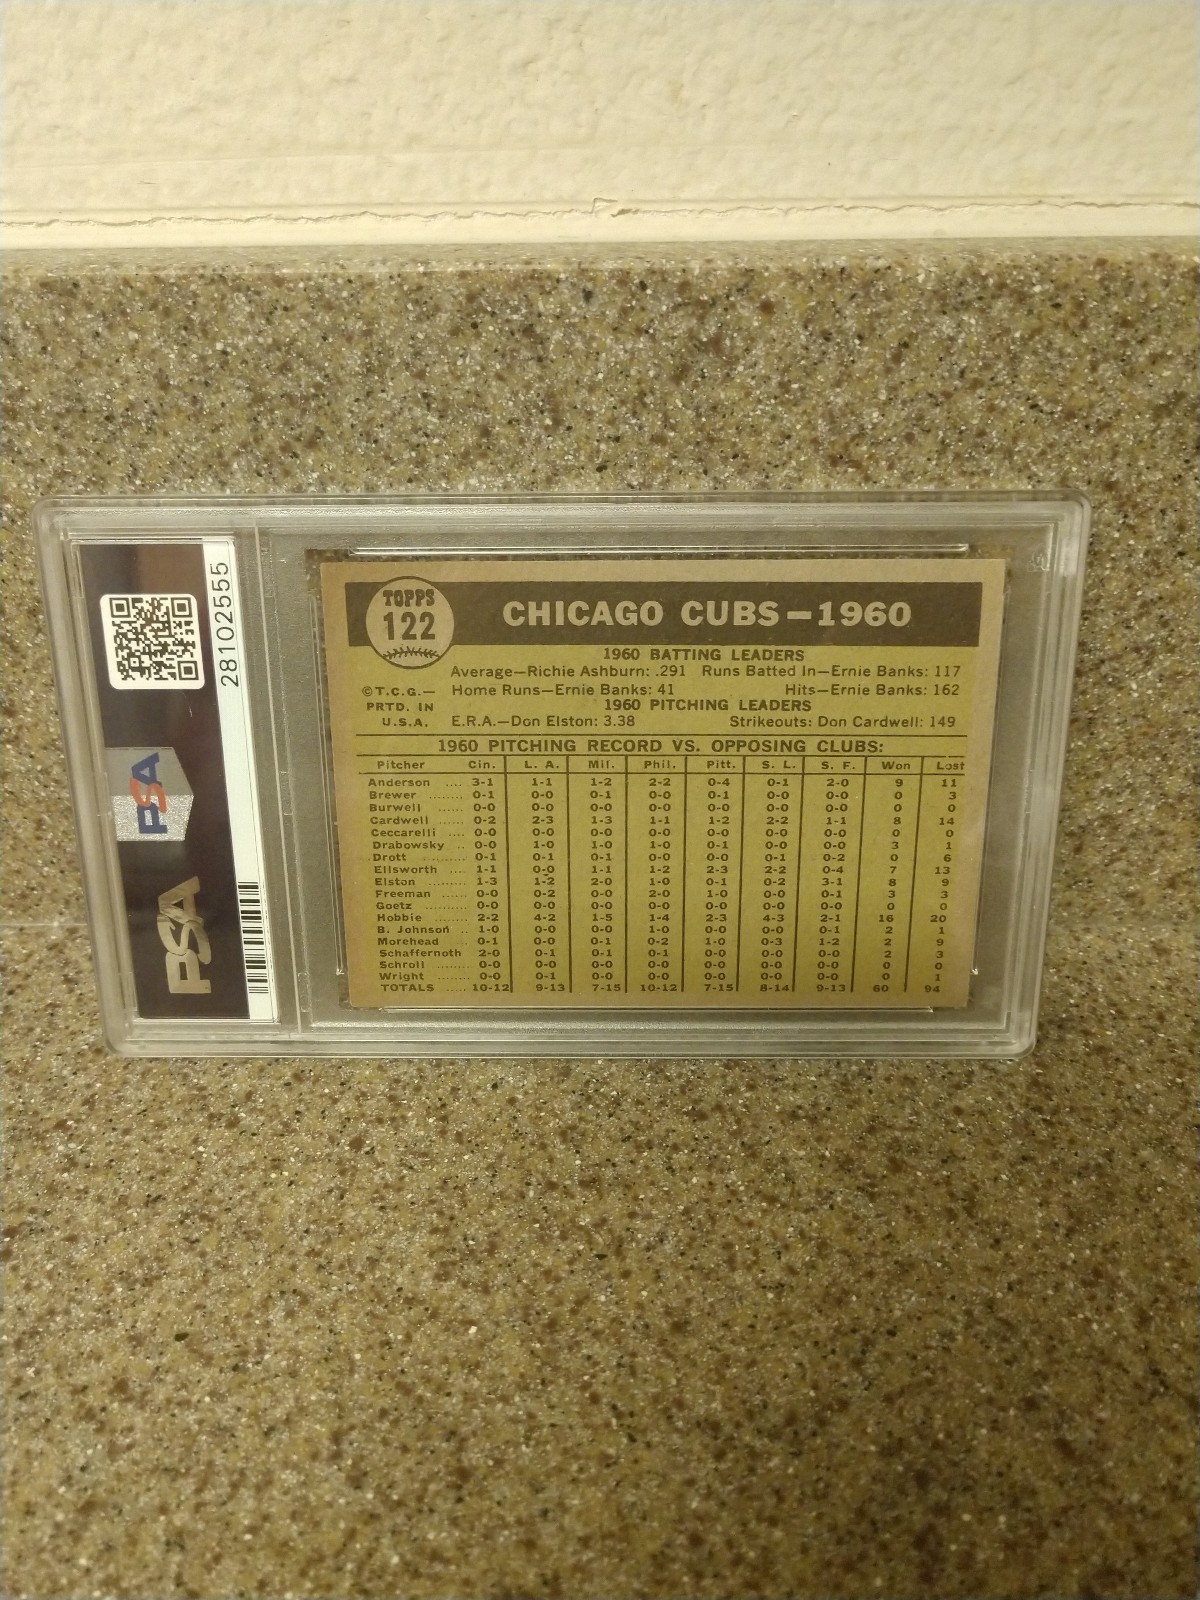 28102555
PSA
PSA
TOPPS
122
CHICAGO CUBS—1960
1960 BATTING LEADERS
Average—Richie Ashburn: .291 Runs Batted In—Ernie Banks: 117
©T.C.G.— Home Runs—Ernie Banks: 41 Hits—Ernie Banks: 162
PRTD. IN 1960 PITCHING LEADERS
U.S.A. E.R.A.—Don Elston: 3.38 Strikeouts: Don Cardwell: 149
1960 PITCHING RECORD VS. OPPOSING CLUBS:
Pitcher Cin. L. A. Mil. Phil. Pitt. S. L. S. F. Won Lost
Anderson .... 3-1 1-1 1-2 2-2 0-4 0-1 2-0 9 11
Brewer ........ 0-1 0-0 0-1 0-0 0-1 0-0 0-0 0 3
Burwell ...... 0-0 0-0 0-0 0-0 0-0 0-0 0-0 0 0
Cardwell .... 0-2 2-3 1-3 1-1 1-2 2-2 1-1 8 14
Ceccarelli .... 0-0 0-0 0-0 0-0 0-0 0-0 0-0 0 0
Drabowsky .. 0-0 1-0 1-0 1-0 0-1 0-0 0-0 3 1
Drott .......... 0-1 0-1 0-1 0-0 0-0 0-1 0-2 0 6
Ellsworth .... 1-1 0-0 1-1 1-2 2-3 2-2 0-4 7 13
Elston ......... 1-3 1-2 2-0 1-0 0-1 0-2 3-1 8 9
Freeman .... 0-0 0-2 0-0 2-0 1-0 0-0 0-1 3 3
Goetz .......... 0-0 0-0 0-0 0-0 0-0 0-0 0-0 0 0
Hobbie ........ 2-2 4-2 1-5 1-4 2-3 4-3 2-1 16 20
B. Johnson .. 1-0 0-0 0-0 1-0 0-0 0-0 0-1 2 1
Morehead .. 0-1 0-0 0-1 0-2 1-0 0-3 1-2 2 9
Schaffernoth 2-0 0-1 0-1 0-0 0-0 0-0 0-1 2 3
Schroll ........ 0-0 0-0 0-0 0-0 0-0 0-0 0-0 0 0
Wright ........ 0-0 0-1 0-0 0-0 0-0 0-0 0-0 0 1
TOTALS ..... 10-12 9-13 7-15 10-12 7-15 8-14 9-13 60 94